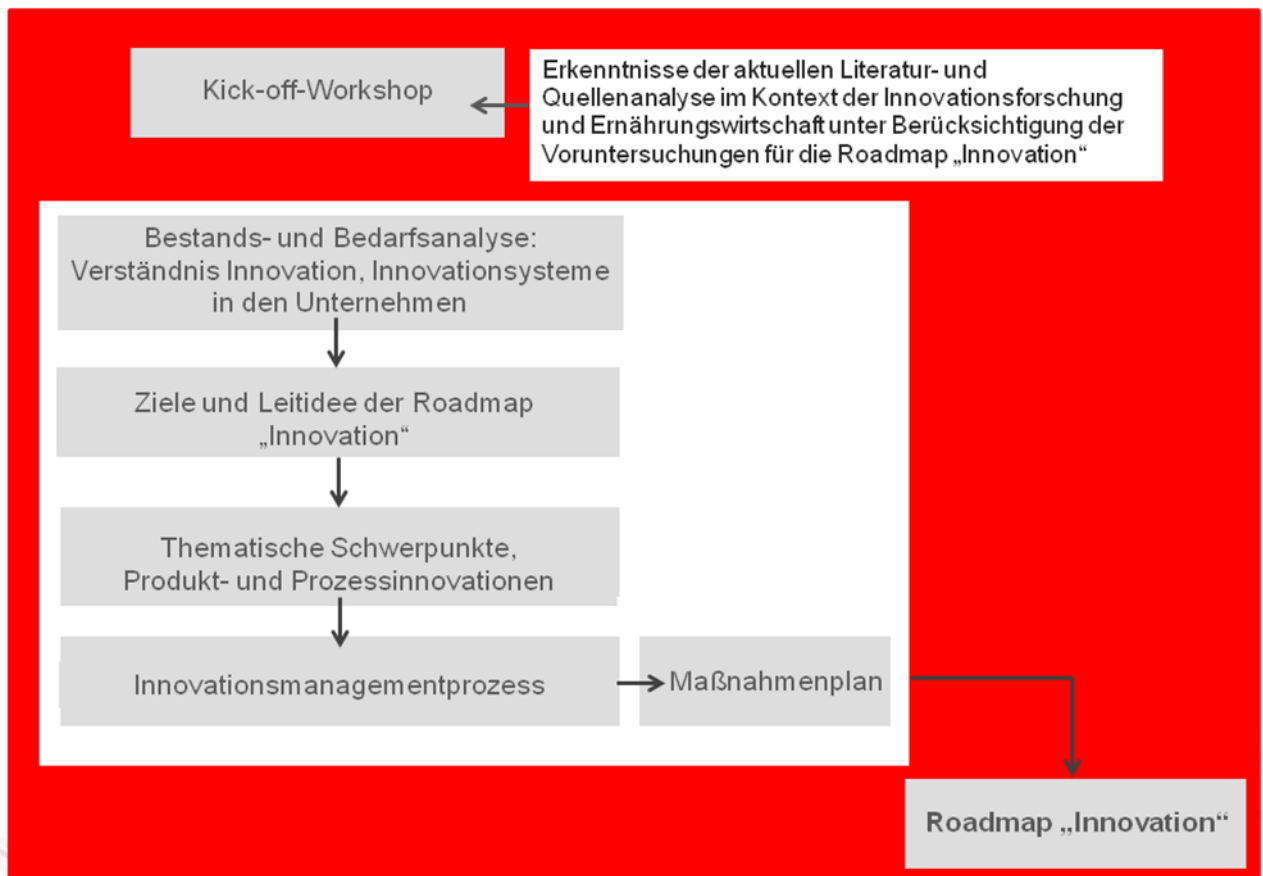 Kick-off-Workshop
Erkenntnisse der aktuellen Literatur- und
Quellenanalyse im Kontext der Innovationsforschung
und Ernährungswirtschaft unter Berücksichtigung der
Voruntersuchungen für die Roadmap „Innovation“
Bestands- und Bedarfsanalyse:
Verständnis Innovation, Innovationsysteme
in den Unternehmen
Ziele und Leitidee der Roadmap
„Innovation“
Thematische Schwerpunkte,
Produkt- und Prozessinnovationen
Innovationsmanagementprozess
Maßnahmenplan
Roadmap „Innovation“